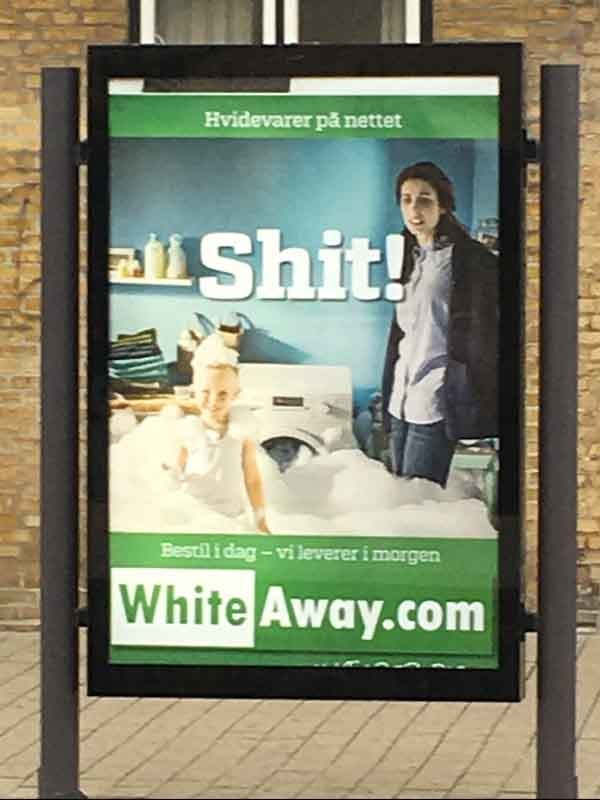 Hvidevarer på nettet
Shit!
Bestil i dag – vi leverer i morgen
WhiteAway.com